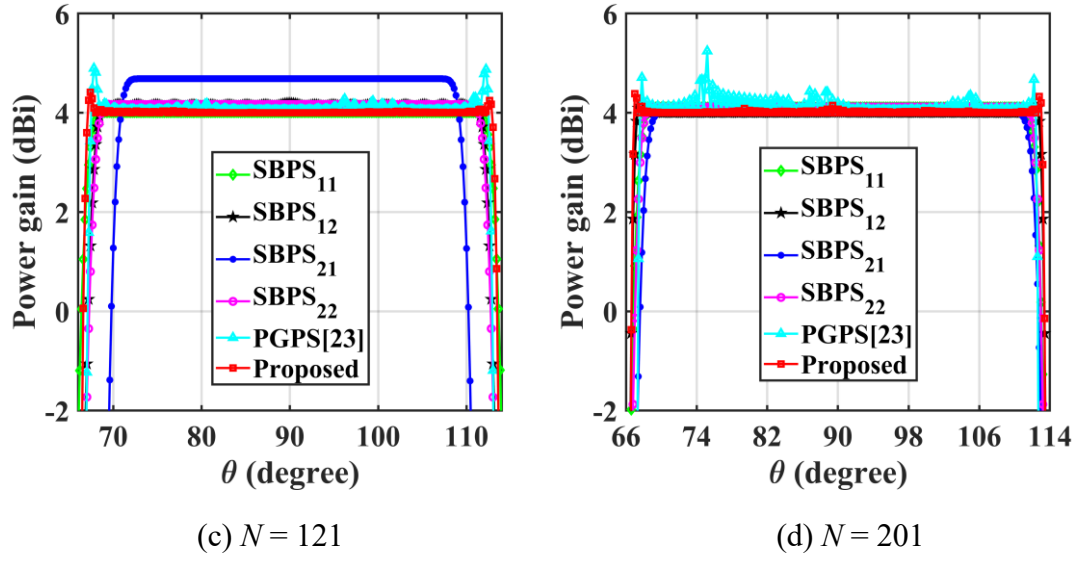 6
4
2
0
-2
Power gain (dBi)
SBPS11
SBPS12
SBPS21
SBPS22
PGPS[23]
Proposed
70 80 90 100 110
θ (degree)
(c) N = 121
6
4
2
0
-2
Power gain (dBi)
SBPS11
SBPS12
SBPS21
SBPS22
PGPS[23]
Proposed
66 74 82 90 98 106 114
θ (degree)
(d) N = 201